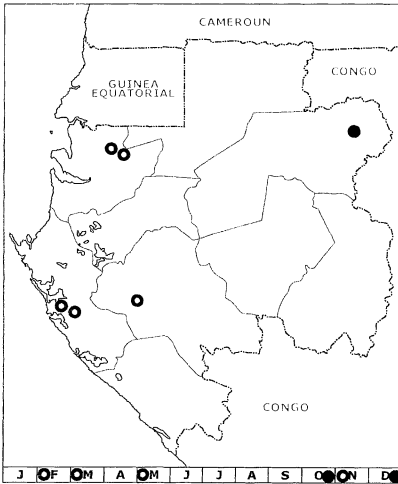 CAMEROUN
CONGO
GUINEA
EQUATORIAL
CONGO
J F M A M J J A S O N D